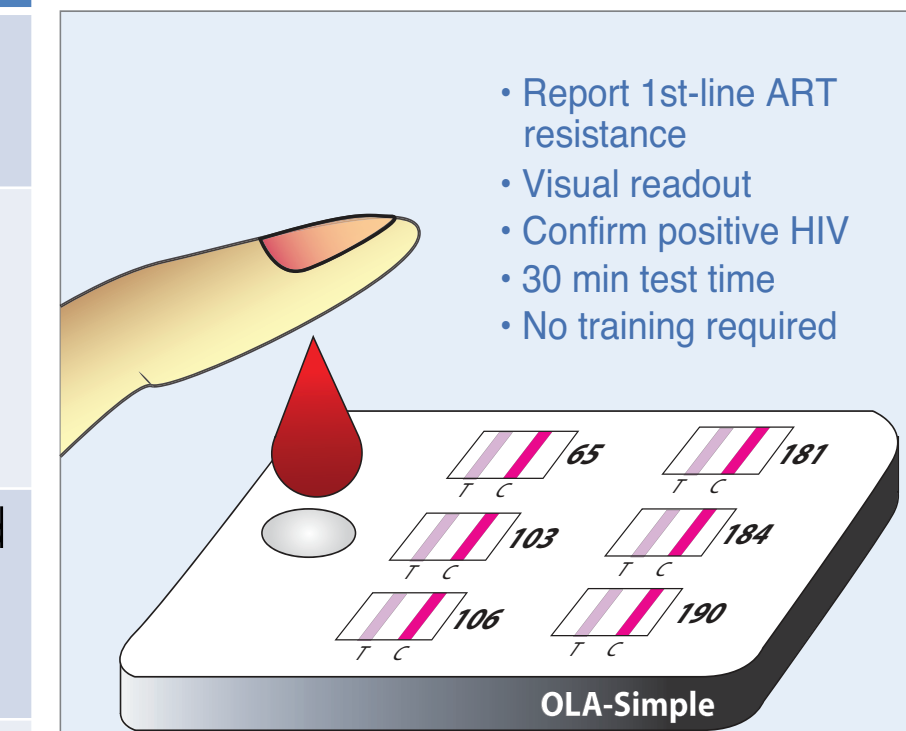 • Report 1st-line ART
resistance
• Visual readout
• Confirm positive HIV
• 30 min test time
• No training required
65
T C
181
T C
103
T C
184
T C
106
T C
190
T C
OLA-Simple